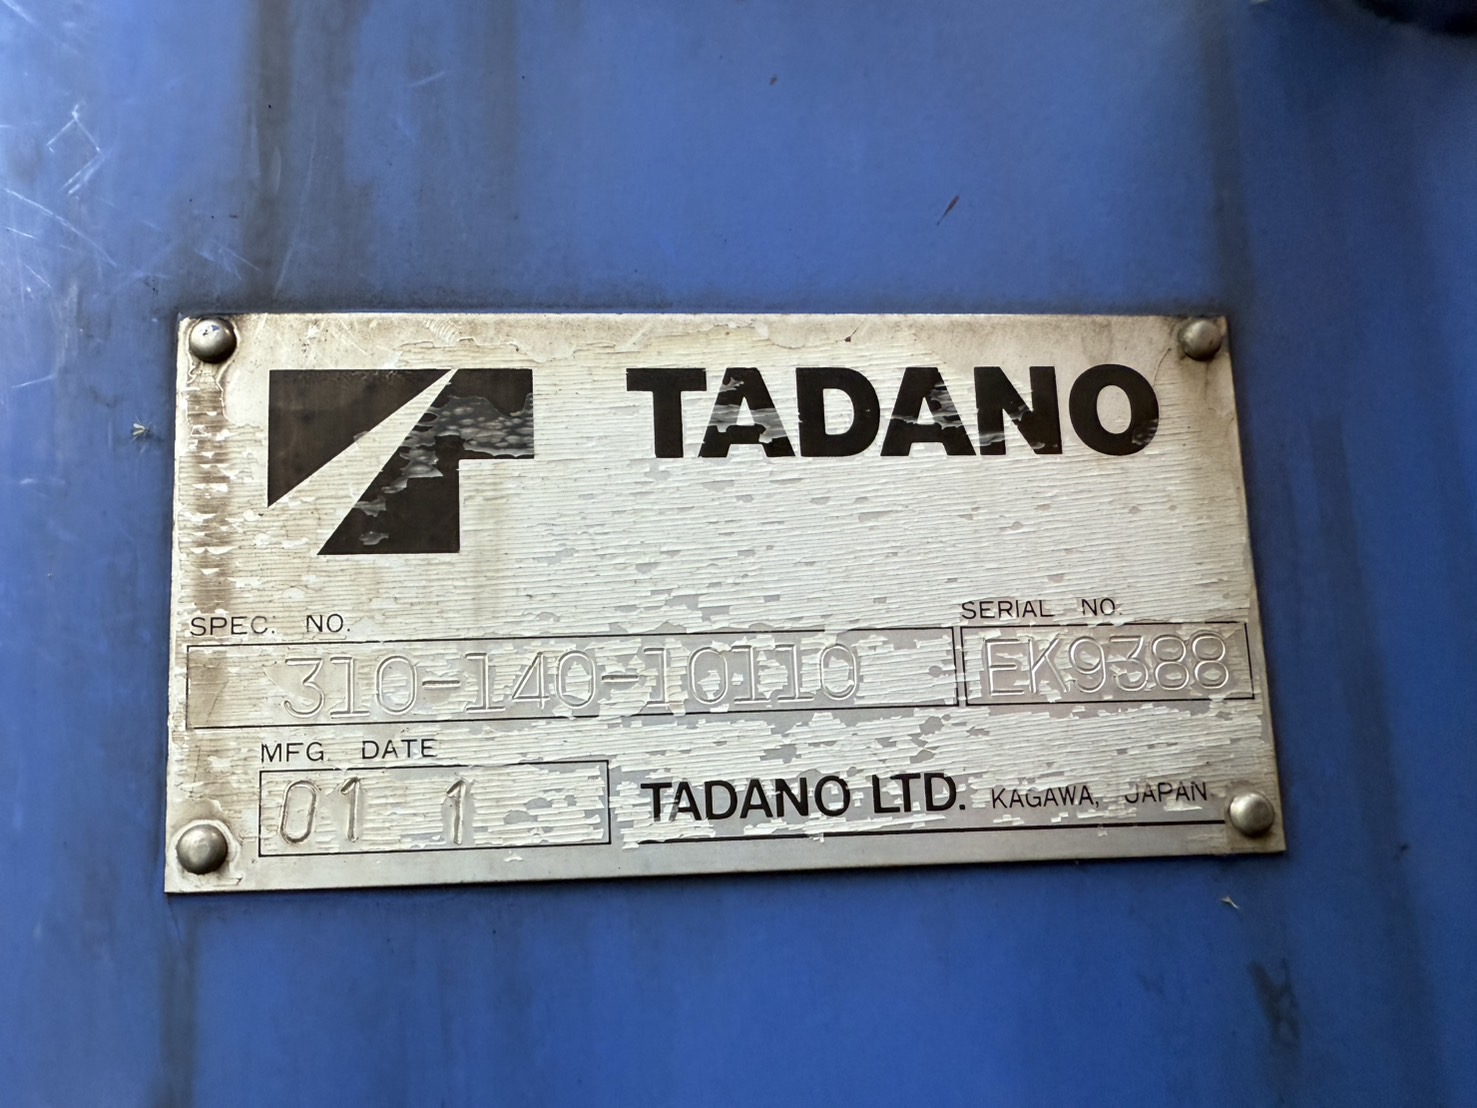 TADANO
SPEC. NO.
SERIAL NO.
310-140-10110
EK9388
MFG DATE
01 1
TADANO LTD. KAGAWA, JAPAN